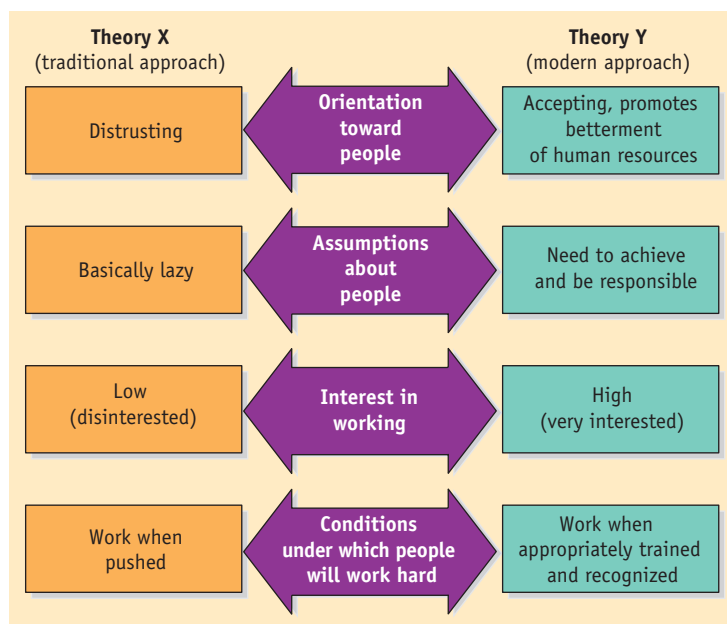 Theory X
(traditional approach)
Theory Y
(modern approach)
Distrusting
Orientation
toward
people
Accepting, promotes
betterment
of human resources
Basically lazy
Assumptions
about
people
Need to achieve
and be responsible
Low
(disinterested)
Interest in
working
High
(very interested)
Work when
pushed
Conditions
under which people
will work hard
Work when
appropriately trained
and recognized